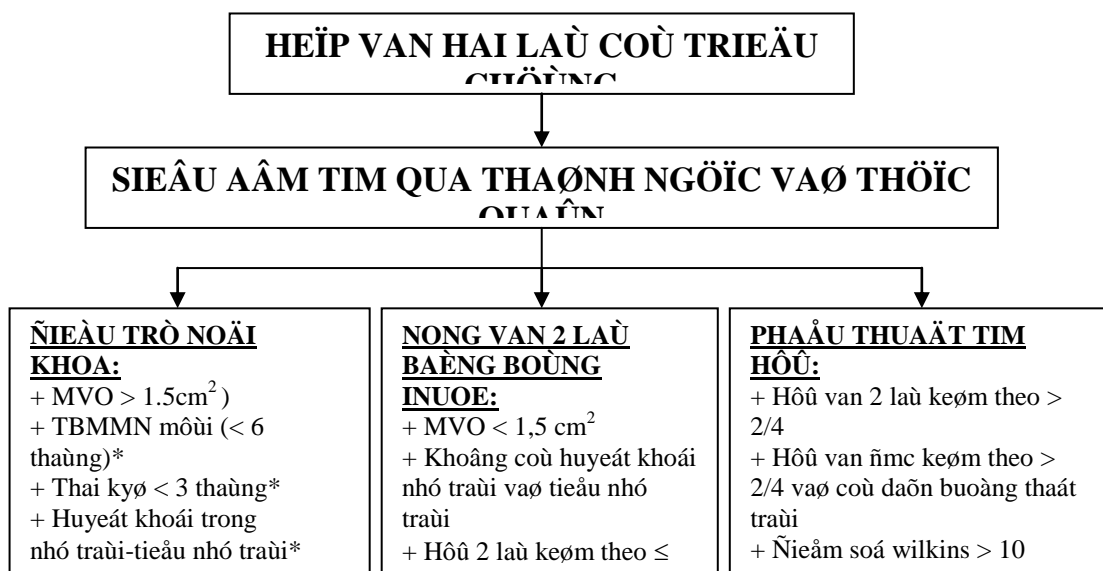 HEÏP VAN HAI LAÙ COÙ TRIEÄU
CHÖÙNG
SIEÂU AÂM TIM QUA THAØNH NGÖÏC VAØ THÖÏC
QUAÛN
ÑIEÀU TRÒ NOÄI
KHOA:
+ MVO > 1.5cm² )
+ TBMMN môùi (< 6
thaùng)*
+ Thai kyø < 3 thaùng*
+ Huyeát khoái trong
nhó traùi-tieåu nhó traùi*
NONG VAN 2 LAÙ
BAÈNG BOÙNG
INUOE:
+ MVO < 1,5 cm²
+ Khoâng coù huyeát khoái
nhó traùi vaø tieåu nhó
traùi
+ Hôû 2 laù keøm theo ≤
PHAÅU THUAÄT TIM
HÔÛ:
+ Hôû van 2 laù keøm theo >
2/4
+ Hôû van ñmc keøm theo >
2/4 vaø coù daõn buoàng thaát
traùi
+ Ñieåm soá wilkins > 10